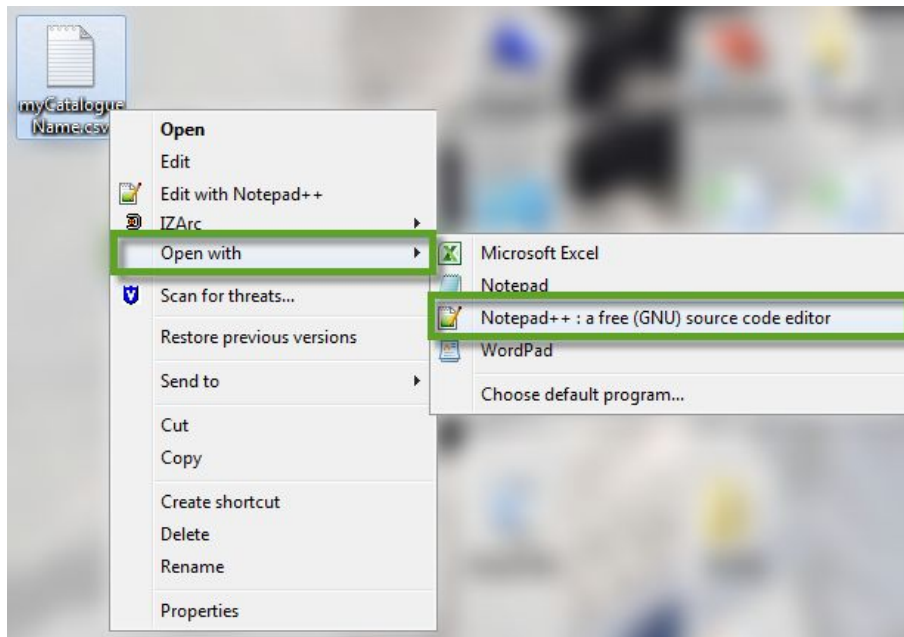 myCatalogue
Name.csv
Open
Edit
Edit with Notepad++
IZArc
Open with
Scan for threats...
Restore previous versions
Send to
Cut
Copy
Create shortcut
Delete
Rename
Properties
Microsoft Excel
Notepad
Notepad++ : a free (GNU) source code editor
WordPad
Choose default program...